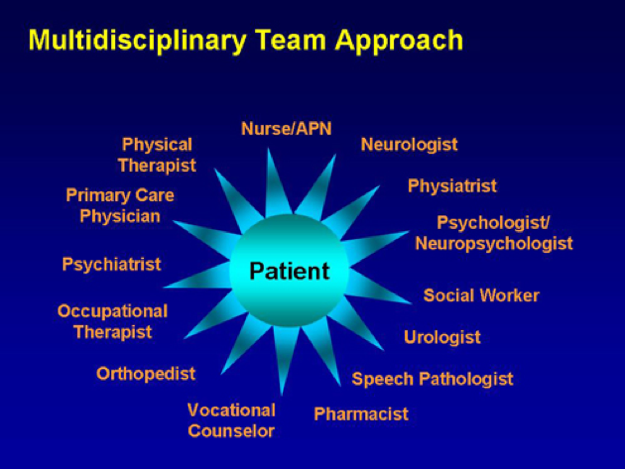 Multidisciplinary Team Approach
Nurse/APN
Neurologist
Physiatrist
Psychologist/
Neuropsychologist
Social Worker
Urologist
Speech Pathologist
Pharmacist
Vocational
Counselor
Orthopedist
Occupational
Therapist
Psychiatrist
Primary Care
Physician
Physical
Therapist
Patient